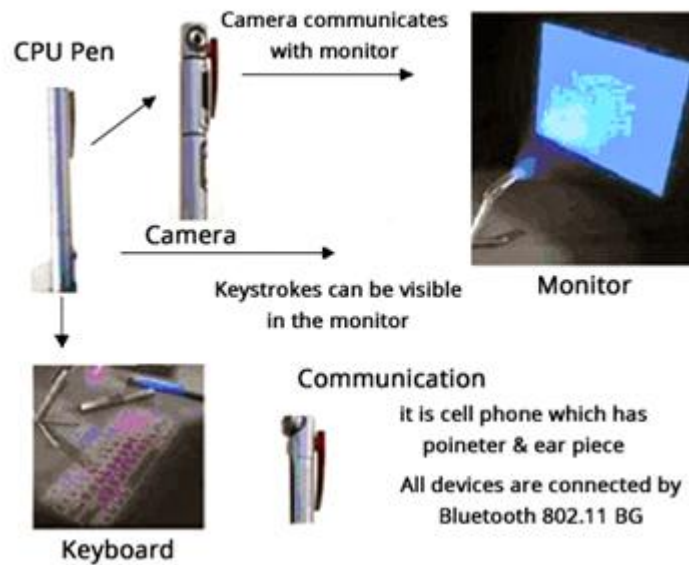 CPU Pen
Camera communicates
with monitor
Camera
Keystrokes can be visible
in the monitor
Monitor
Communication
it is cell phone which has
poineter & ear piece
All devices are connected by
Bluetooth 802.11 BG
Keyboard